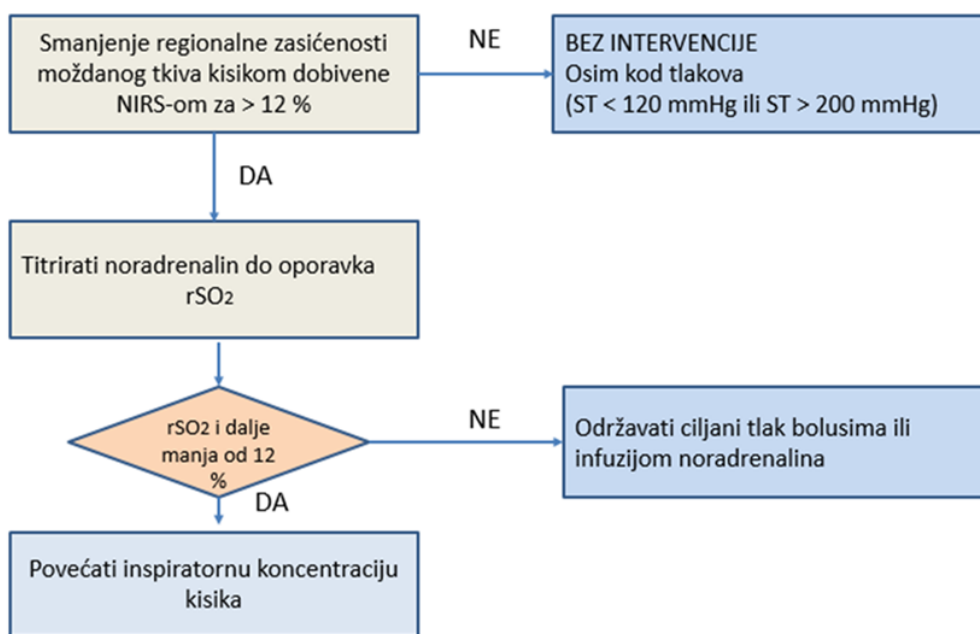 Smanjenje regionalne zasićenosti
moždanog tkiva kisikom dobivene
NIRS-om za > 12 %
NE
BEZ INTERVENCIJE
Osim kod tlakova
(ST < 120 mmHg ili ST > 200 mmHg)
DA
Titrirati noradrenalin do oporavka
rSO₂
rSO₂ i dalje
manja od 12
%
NE
Održavati ciljani tlak bolusima ili
infuzijom noradrenalina
DA
Povećati inspiratornu koncentraciju
kisika